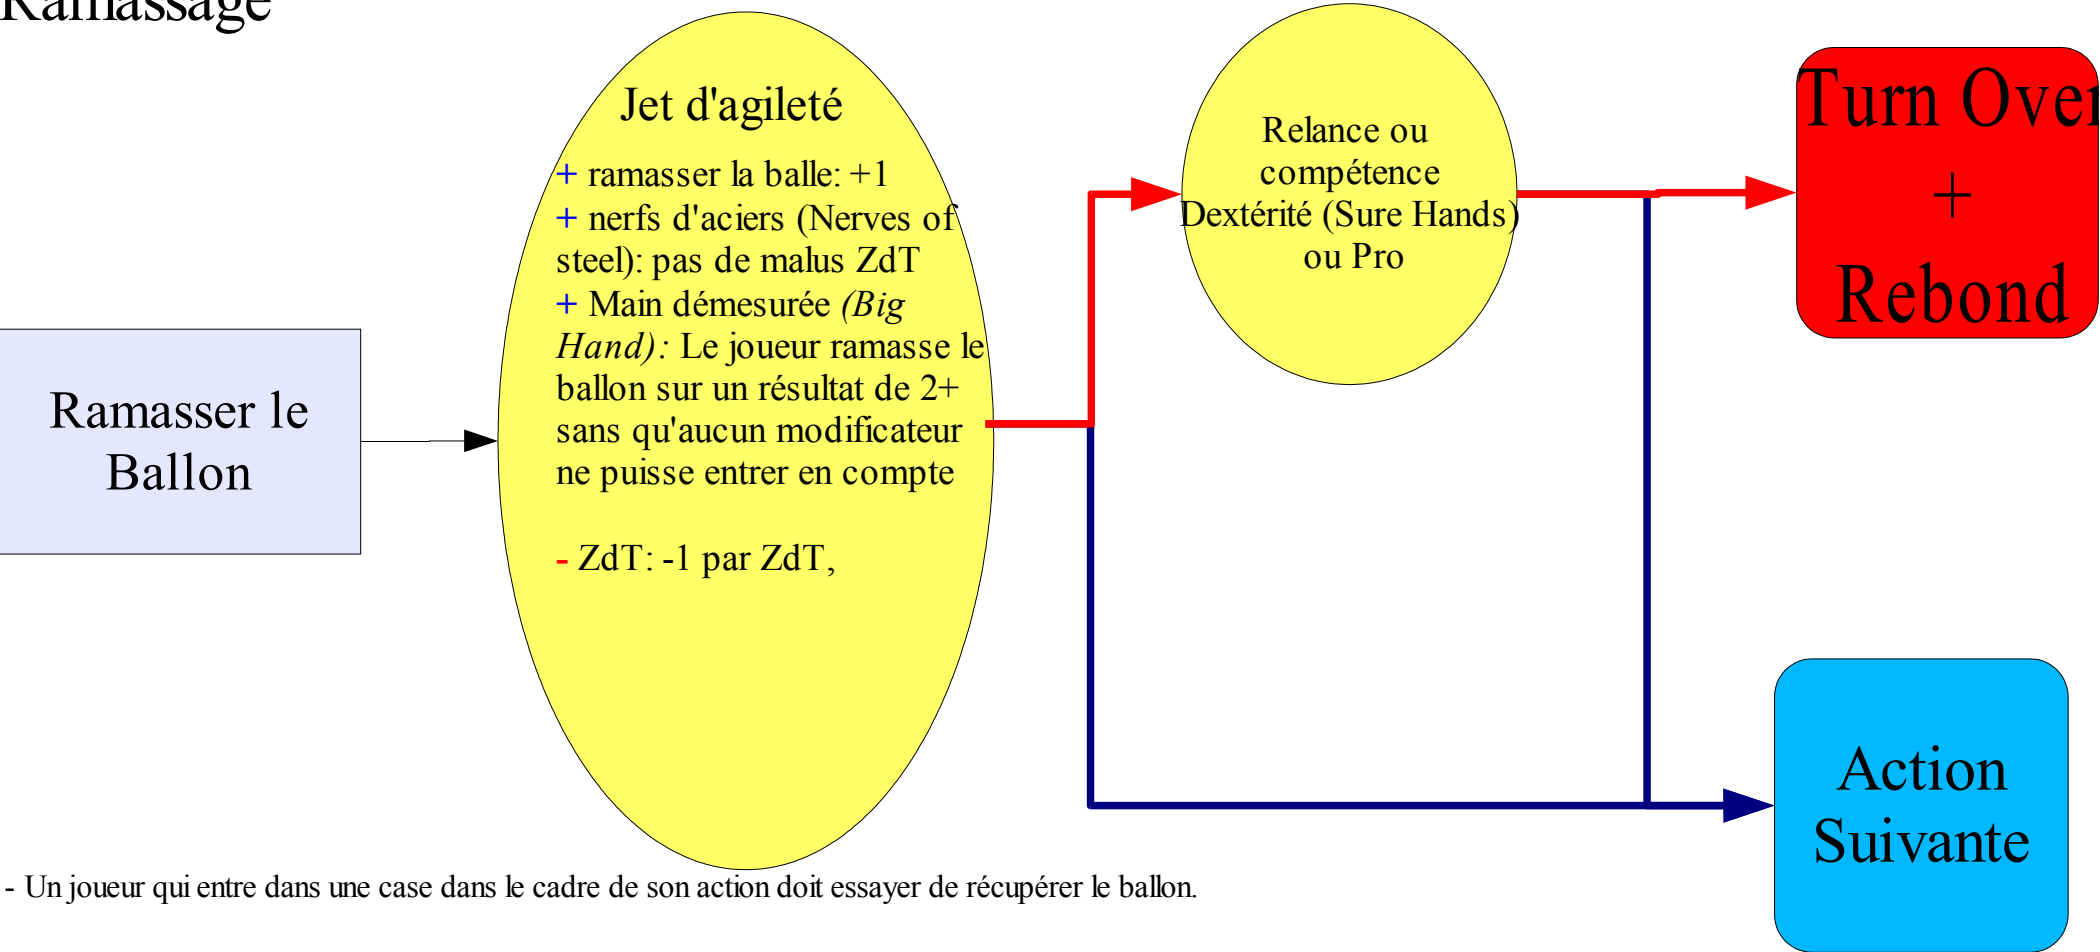 Ramassage
Jet d'agileté
+ ramasser la balle: +1
+ nerfs d'aciers (Nerves of
steel): pas de malus ZdT
+ Main démesurée (Big
Hand): Le joueur ramasse le
ballon sur un résultat de 2+
sans qu'aucun modificateur
ne puisse entrer en compte
- ZdT: -1 par ZdT,
Relance ou
compétence
Dextérité (Sure Hands)
ou Pro
Turn Over
+
Rebond
Ramasser le
Ballon
Action
Suivante
- Un joueur qui entre dans une case dans le cadre de son action doit essayer de récupérer le ballon.